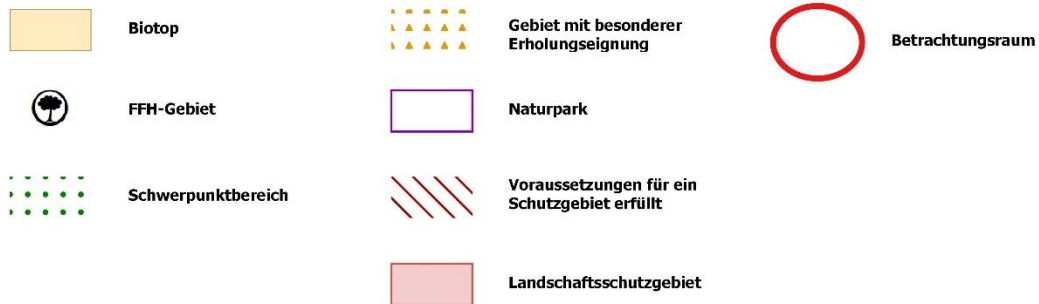 Biotop
FFH-Gebiet
Schwerpunktbereich
Gebiet mit besonderer
Erholungseignung
Naturpark
Voraussetzungen für ein
Schutzgebiet erfüllt
Landschaftsschutzgebiet
Betrachtungsraum